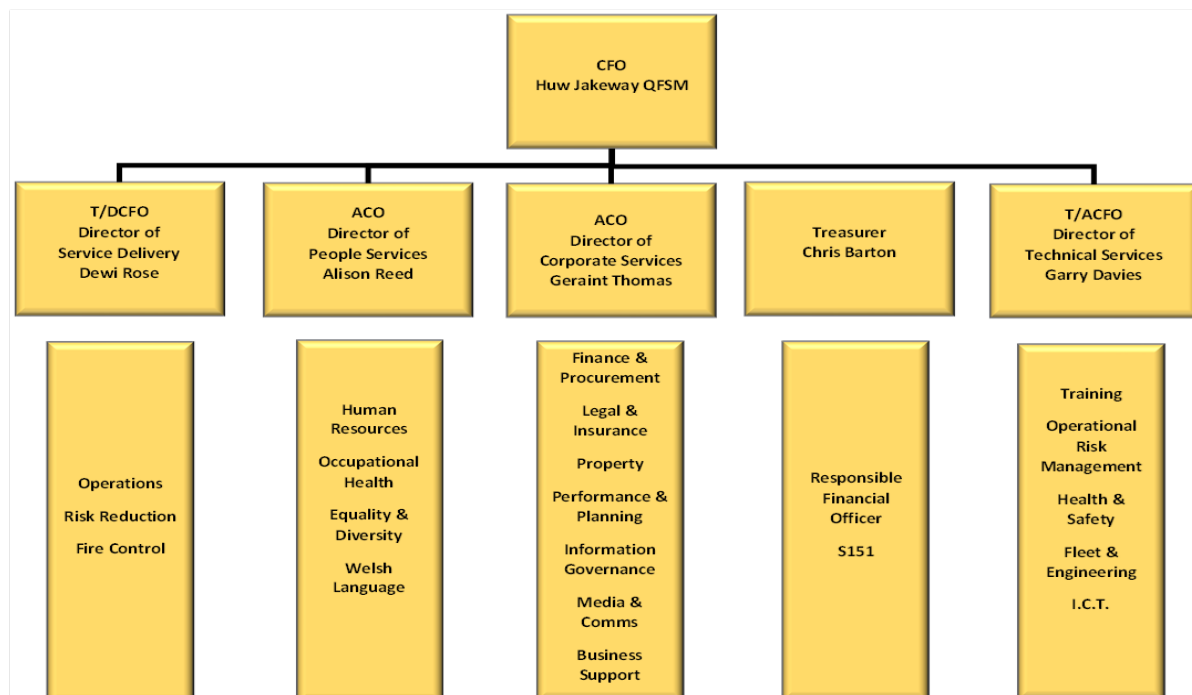 CFO
Huw Jakeway QFSM
T/DCFO
Director of
Service Delivery
Dewi Rose
ACO
Director of
People Services
Alison Reed
ACO
Director of
Corporate Services
Geraint Thomas
Treasurer
Chris Barton
T/ACFO
Director of
Technical Services
Garry Davies
Operations
Risk Reduction
Fire Control
Human
Resources
Occupational
Health
Equality &
Diversity
Welsh
Language
Finance &
Procurement
Legal &
Insurance
Property
Performance &
Planning
Information
Governance
Media &
Comms
Business
Support
Responsible
Financial
Officer
S151
Training
Operational
Risk
Management
Health &
Safety
Fleet &
Engineering
I.C.T.